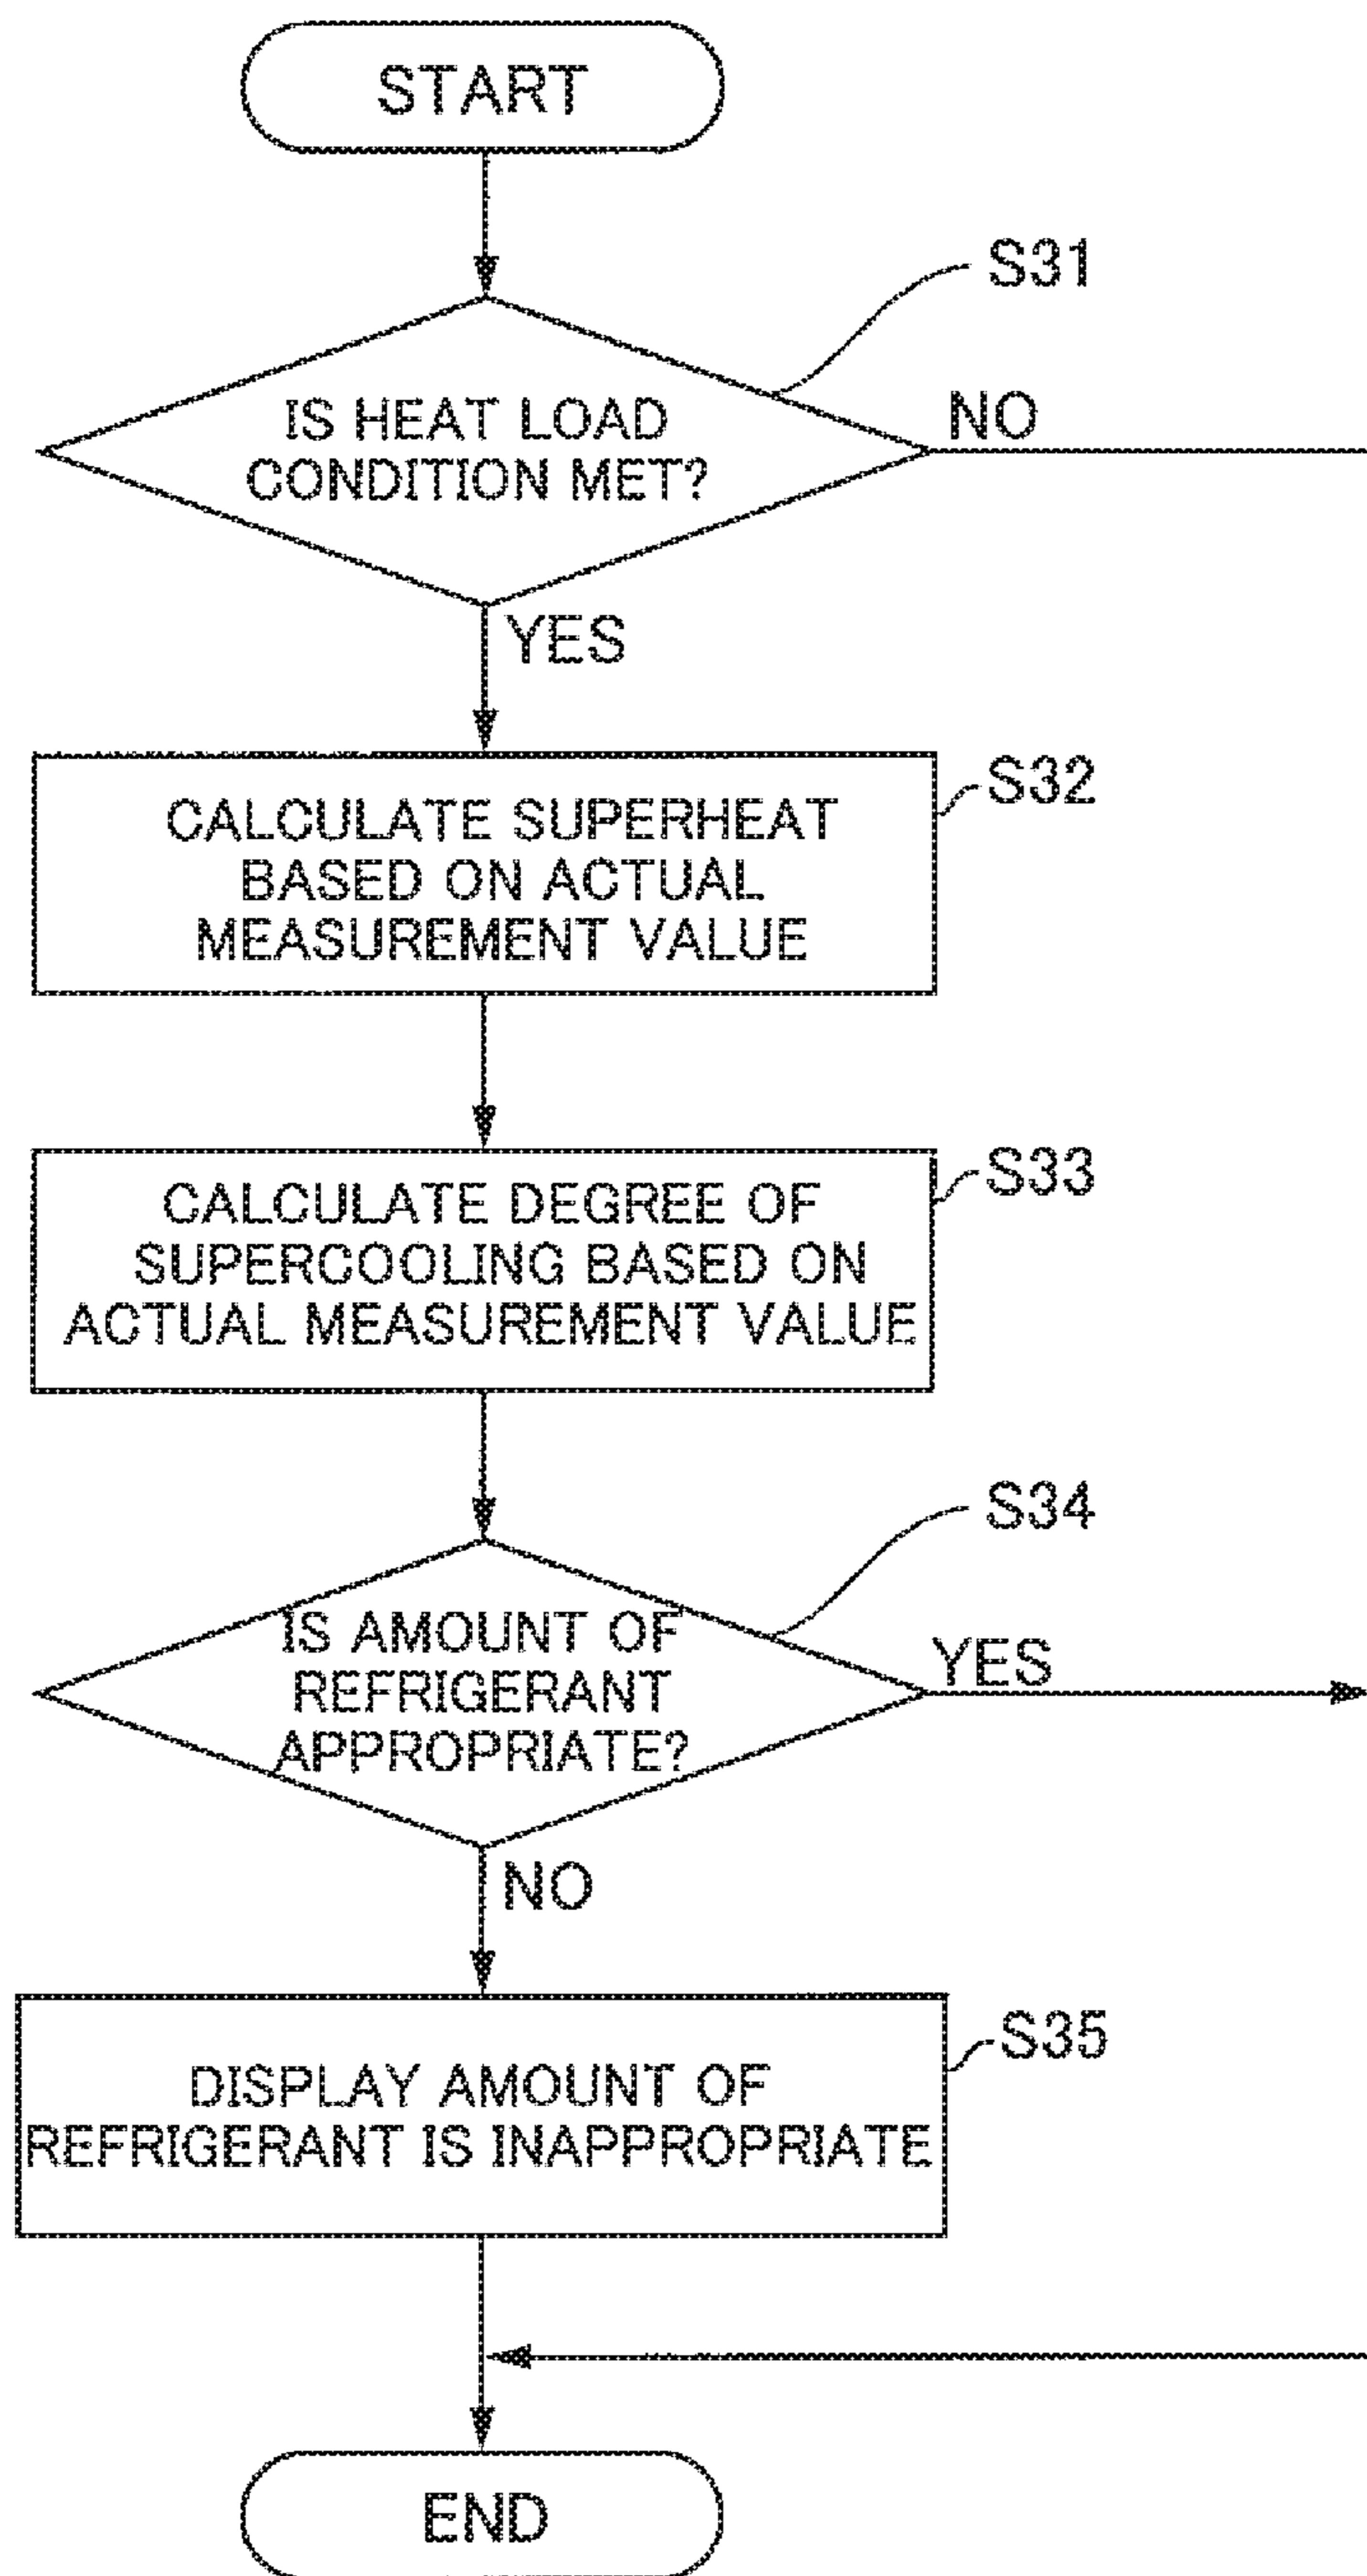 START
S31
IS HEAT LOAD
CONDITION MET?
NO
YES
S32
CALCULATE SUPERHEAT
BASED ON ACTUAL
MEASUREMENT VALUE
S33
CALCULATE DEGREE OF
SUPERCOOLING BASED ON
ACTUAL MEASUREMENT VALUE
S34
IS AMOUNT OF
REFRIGERANT
APPROPRIATE?
YES
NO
S35
DISPLAY AMOUNT OF
REFRIGERANT IS INAPPROPRIATE
END